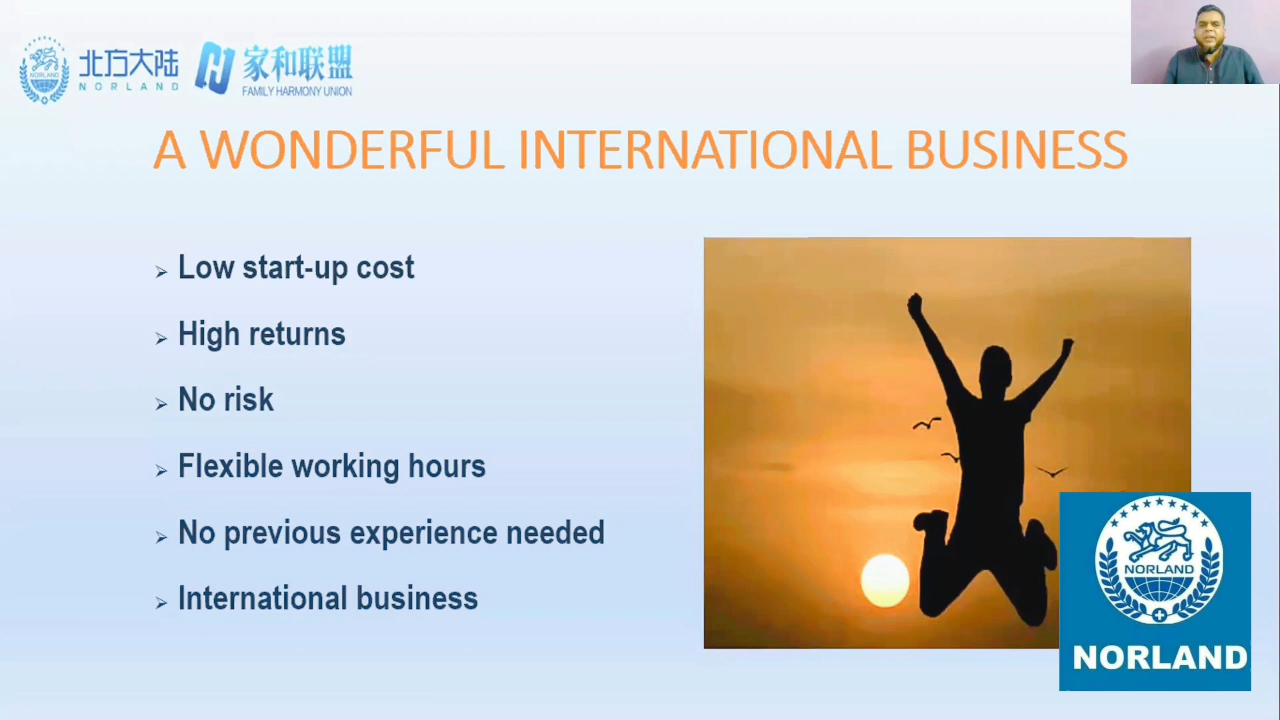 北方大陆
NORLAND
家和联盟
FAMILY HARMONY UNION
NORLAND
A WONDERFUL INTERNATIONAL BUSINESS
Low start-up cost
High returns
No risk
Flexible working hours
No previous experience needed
International business
NORLAND
NORLAND